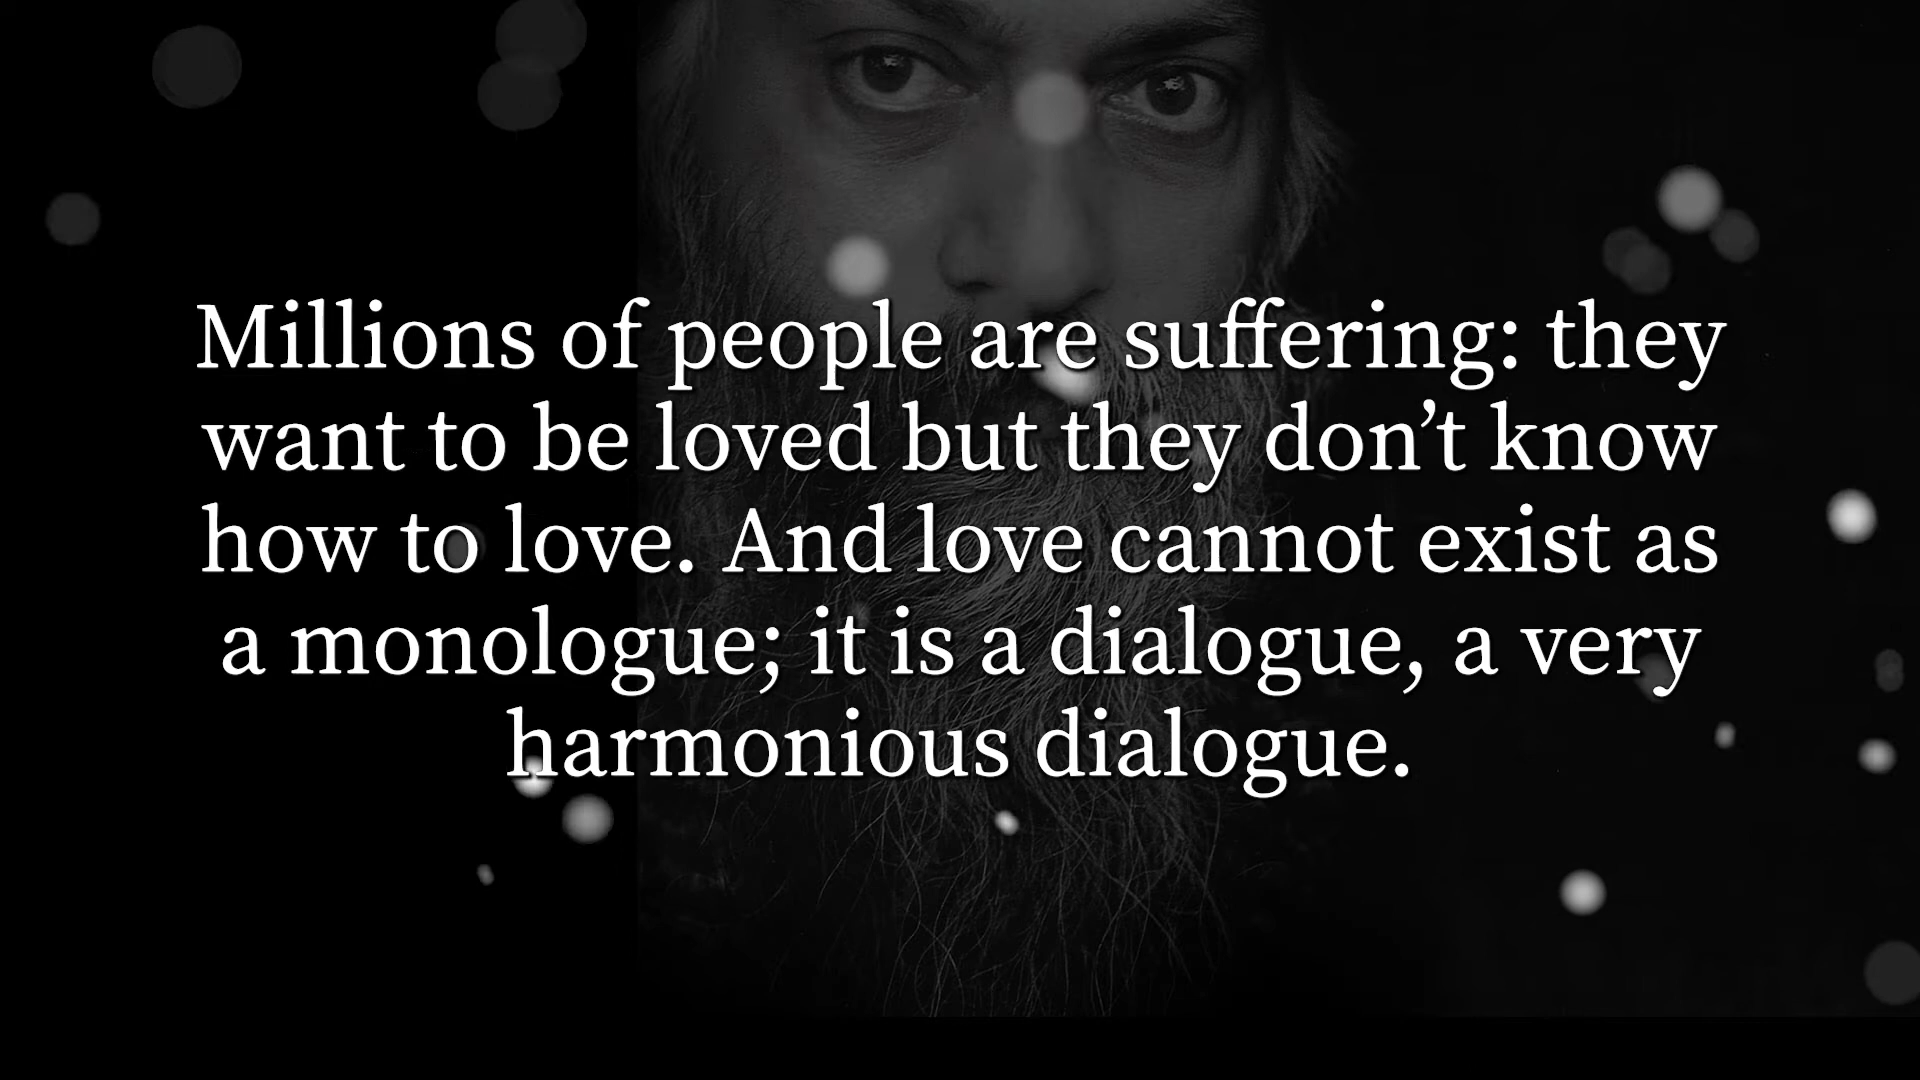 Millions of people are suffering: they
want to be loved but they don’t know
how to love. And love cannot exist as
a monologue; it is a dialogue, a very
harmonious dialogue.